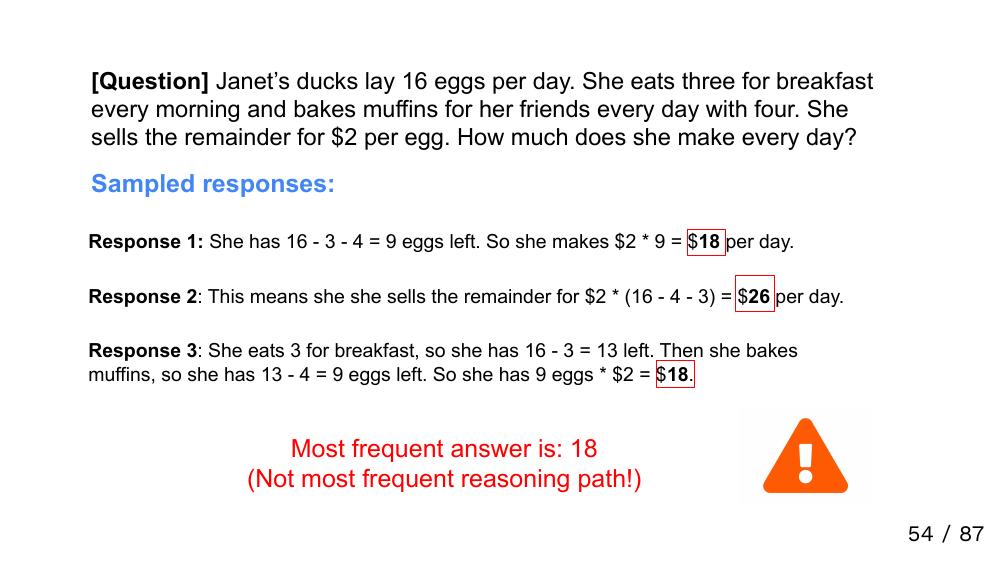 [Question] Janet’s ducks lay 16 eggs per day. She eats three for breakfast
every morning and bakes muffins for her friends every day with four. She
sells the remainder for $2 per egg. How much does she make every day?
Sampled responses:
Response 1: She has 16 - 3 - 4 = 9 eggs left. So she makes $2 * 9 = $18 per day.
Response 2: This means she she sells the remainder for $2 * (16 - 4 - 3) = $26 per day.
Response 3: She eats 3 for breakfast, so she has 16 - 3 = 13 left. Then she bakes
muffins, so she has 13 - 4 = 9 eggs left. So she has 9 eggs * $2 = $18.
Most frequent answer is: 18
(Not most frequent reasoning path!)
54 / 87